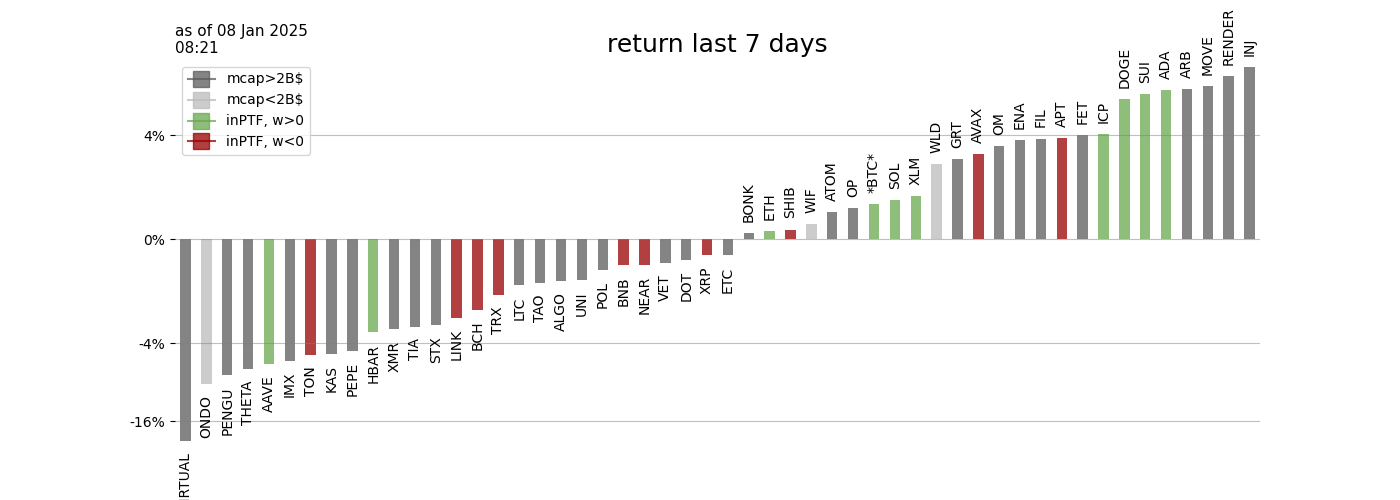 as of 08 Jan 2025
08:21
return last 7 days
mcap>2B$
mcap<2B$
inPTF, w>0
inPTF, w<0
4%
0%
-4%
-16%
RTUAL
ONDO
PENGU
THETA
AAVE
IMX
TON
KAS
PEPE
HBAR
XMR
TIA
STX
LINK
BCH
TRX
LTC
TAO
ALGO
UNI
POL
BNB
NEAR
VET
DOT
XRP
ETC
BONK
ETH
SHIB
WIF
ATOM
OP
*BTC*
SOL
XLM
WLD
GRT
AVAX
OM
ENA
FIL
APT
FET
ICP
DOGE
SUI
ADA
ARB
MOVE
RENDER
INJ